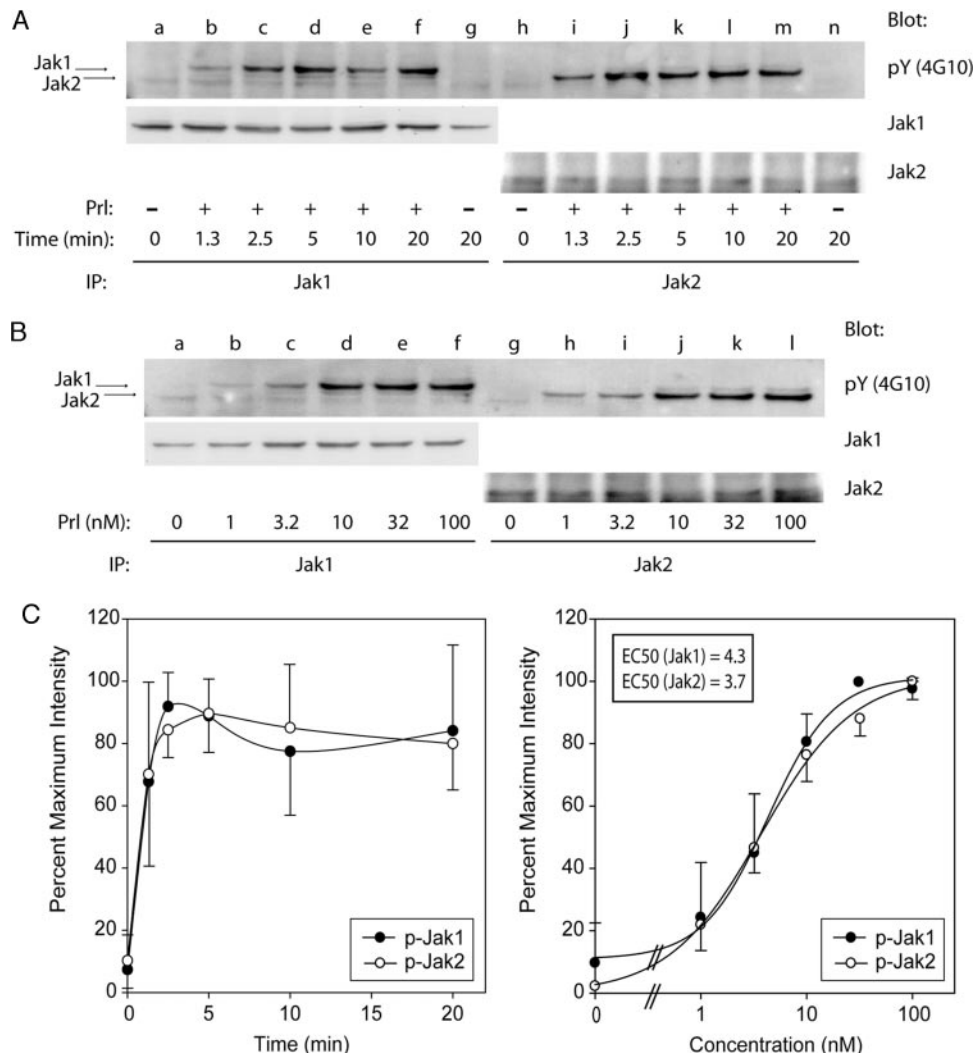 A
a b c d e f g h i j k l m n
Blot:
Jak1
Jak2
pY (4G10)
Jak1
Jak2
Prl: - + + + + + - - + + + + + -
Time (min): 0 1.3 2.5 5 10 20 20 0 1.3 2.5 5 10 20 20
IP: Jak1 Jak2
B
a b c d e f g h i j k l
Blot:
Jak1
Jak2
pY (4G10)
Jak1
Jak2
Prl (nM): 0 1 3.2 10 32 100 0 1 3.2 10 32 100
IP: Jak1 Jak2
C
Percent Maximum Intensity
120
100
80
60
40
20
0
p-Jak1
p-Jak2
0 5 10 15 20
Time (min)
Percent Maximum Intensity
120
100
80
60
40
20
0
EC50 (Jak1) = 4.3
EC50 (Jak2) = 3.7
p-Jak1
p-Jak2
0 1 10 100
Concentration (nM)